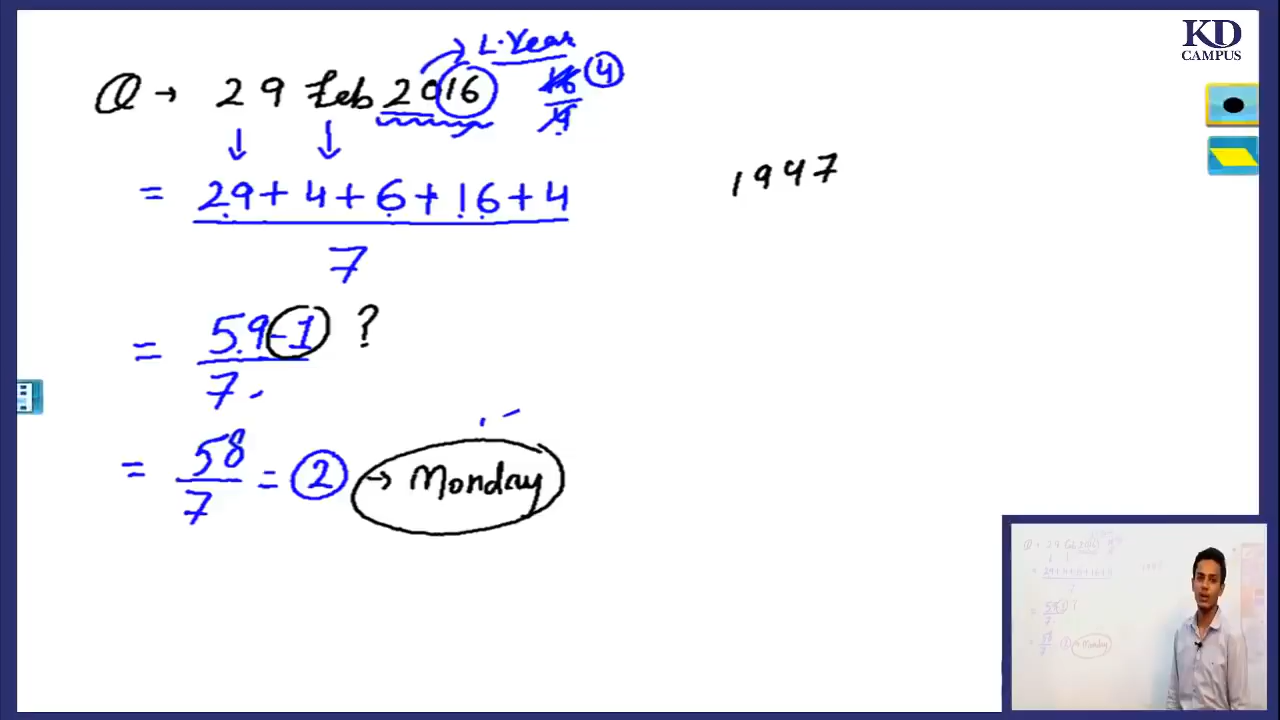 KD
CAMPUS
L.Year
Q → 29 Feb 2016 16/4 4
= 29 + 4 + 6 + 16 + 4
7
1947
= 59 - 1 ?
7
= 58/7 = 2 → Monday